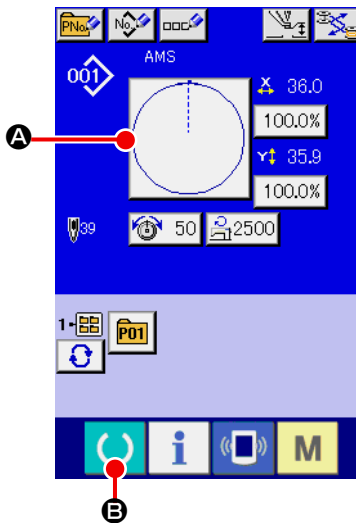 PNo. No.
AMS
001
X 36.0
A
100.0%
Y 35.9
100.0%
39 50 2500
1·
P01
i M
B